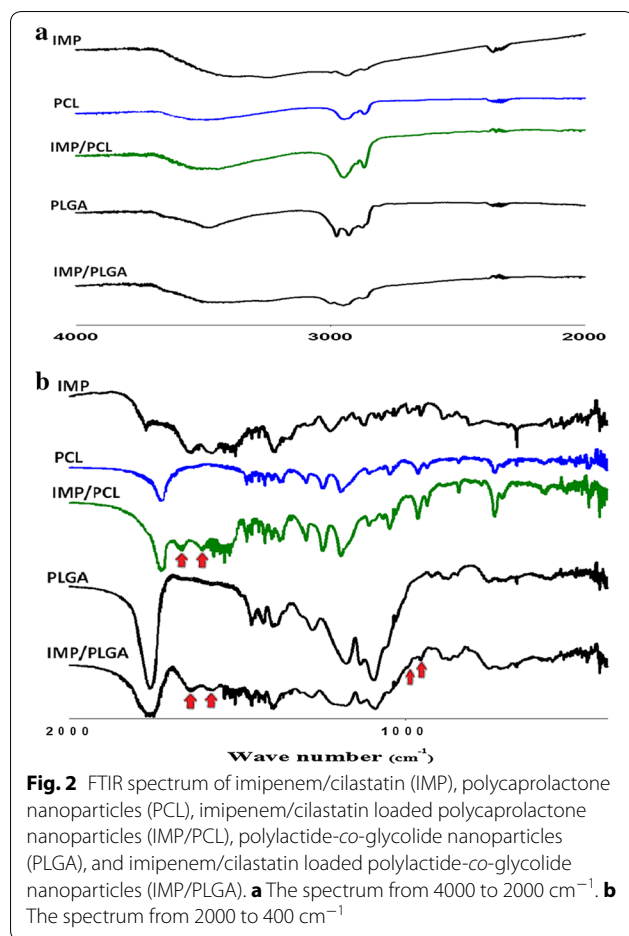 a
IMP
PCL
IMP/PCL
PLGA
IMP/PLGA
4000 3000 2000
b
IMP
PCL
IMP/PCL
PLGA
IMP/PLGA
2000 1000
Wave number (cm⁻¹)
Fig. 2 FTIR spectrum of imipenem/cilastatin (IMP), polycaprolactone
nanoparticles (PCL), imipenem/cilastatin loaded polycaprolactone
nanoparticles (IMP/PCL), polylactide-co-glycolide nanoparticles
(PLGA), and imipenem/cilastatin loaded polylactide-co-glycolide
nanoparticles (IMP/PLGA). a The spectrum from 4000 to 2000 cm⁻¹. b
The spectrum from 2000 to 400 cm⁻¹